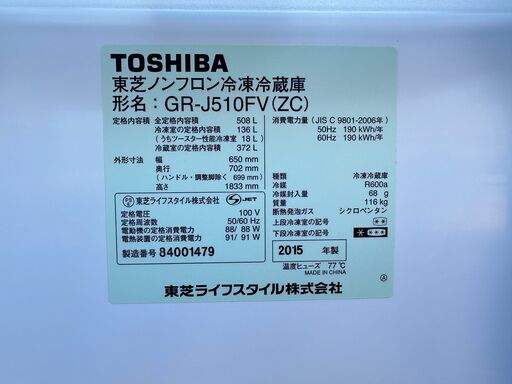 TOSHIBA
東芝ノンフロン冷凍冷蔵庫
形名：GR-J510FV(ZC)
定格内容積 全定格内容積 508 L
冷凍室の定格内容積 136 L
(うちツースター性能冷凍室 18 L)
冷蔵室の定格内容積 372 L
外形寸法 幅 650 mm
奥行 702 mm
(ハンドル・調整脚除く 699 mm)
高さ 1833 mm
PSE 東芝ライフスタイル株式会社 S JET
定格電圧 100 V
定格周波数 50/60 Hz
電動機の定格消費電力 88/ 88 W
電熱装置の定格消費電力 91/ 91 W
製造番号 84001479
消費電力量 (JIS C 9801-2006年)
50Hz 190 kWh/年
60Hz 190 kWh/年
種類 冷凍冷蔵庫
冷媒 R600a
冷媒封入量 68 g
質量 116 kg
断熱発泡ガス シクロペンタン
上段冷凍室の記号 **
下段冷凍室の記号 ****
2015 年製
温度ヒューズ 77 ℃
MADE IN CHINA
A
東芝ライフスタイル株式会社